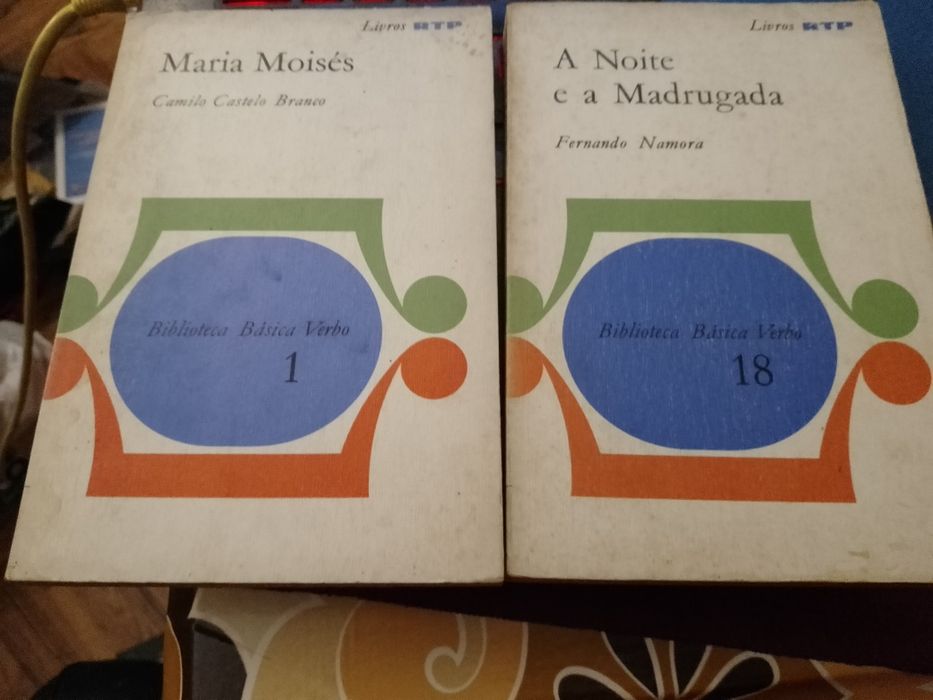 Livros RTP
Maria Moisés
Camilo Castelo Branco
Biblioteca Básica Verbo
1
Livros RTP
A Noite
e a Madrugada
Fernando Namora
Biblioteca Básica Verbo
18